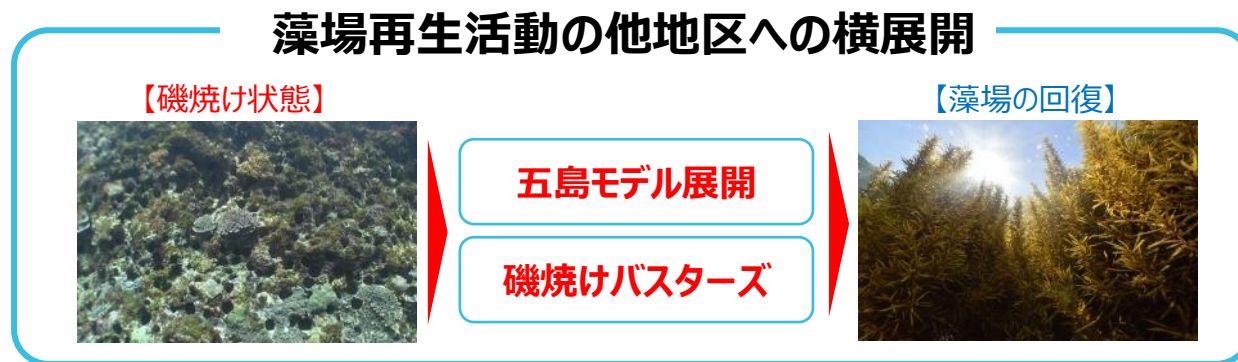 藻場再生活動の他地区への横展開
【磯焼け状態】
【藻場の回復】
五島モデル展開
磯焼けバスターズ